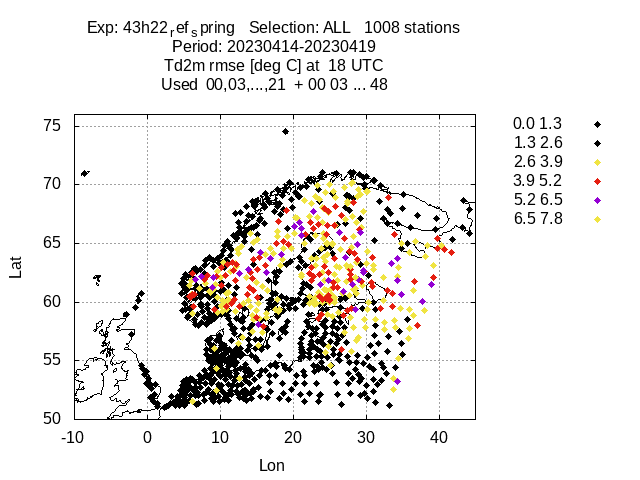 Exp: 43h22refspring   Selection: ALL   1008 stations
Period: 20230414-20230419
Td2m rmse [deg C] at  18 UTC
Used  00,03,...,21  + 00 03 ... 48
0.0 1.3
1.3 2.6
2.6 3.9
3.9 5.2
5.2 6.5
6.5 7.8
75
70
65
60
55
50
Lat
-10 0 10 20 30 40
Lon